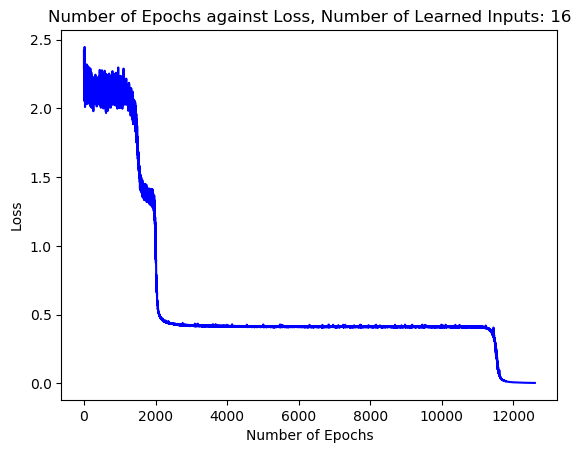 Number of Epochs against Loss, Number of Learned Inputs: 16
2.5
2.0
1.5
1.0
0.5
0.0
Loss
0 2000 4000 6000 8000 10000 12000
Number of Epochs